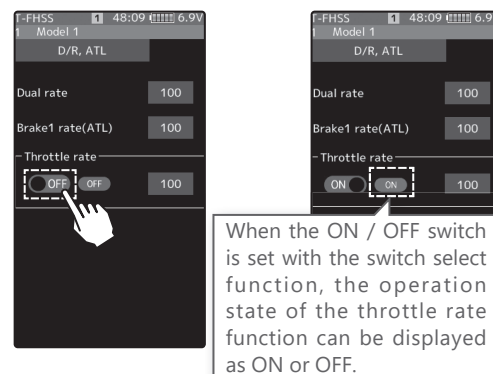 T-FHSS 1 48:09 6.9V
1 Model 1
D/R, ATL
Dual rate 100
Brake1 rate(ATL) 100
Throttle rate
OFF OFF 100
T-FHSS 1 48:09 6.9
1 Model 1
D/R, ATL
Dual rate 100
Brake1 rate(ATL) 100
Throttle rate
ON ON 100
When the ON / OFF switch
is set with the switch select
function, the operation
state of the throttle rate
function can be displayed
as ON or OFF.